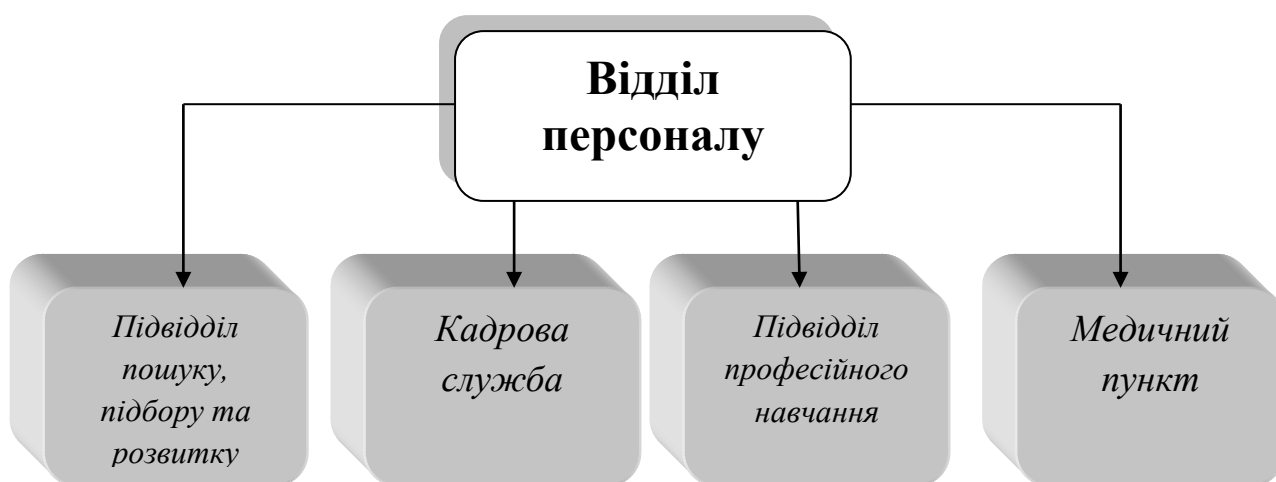 Відділ
персоналу
Підвідділ
пошуку,
підбору та
розвитку
Кадрова
служба
Підвідділ
професійного
навчання
Медичний
пункт